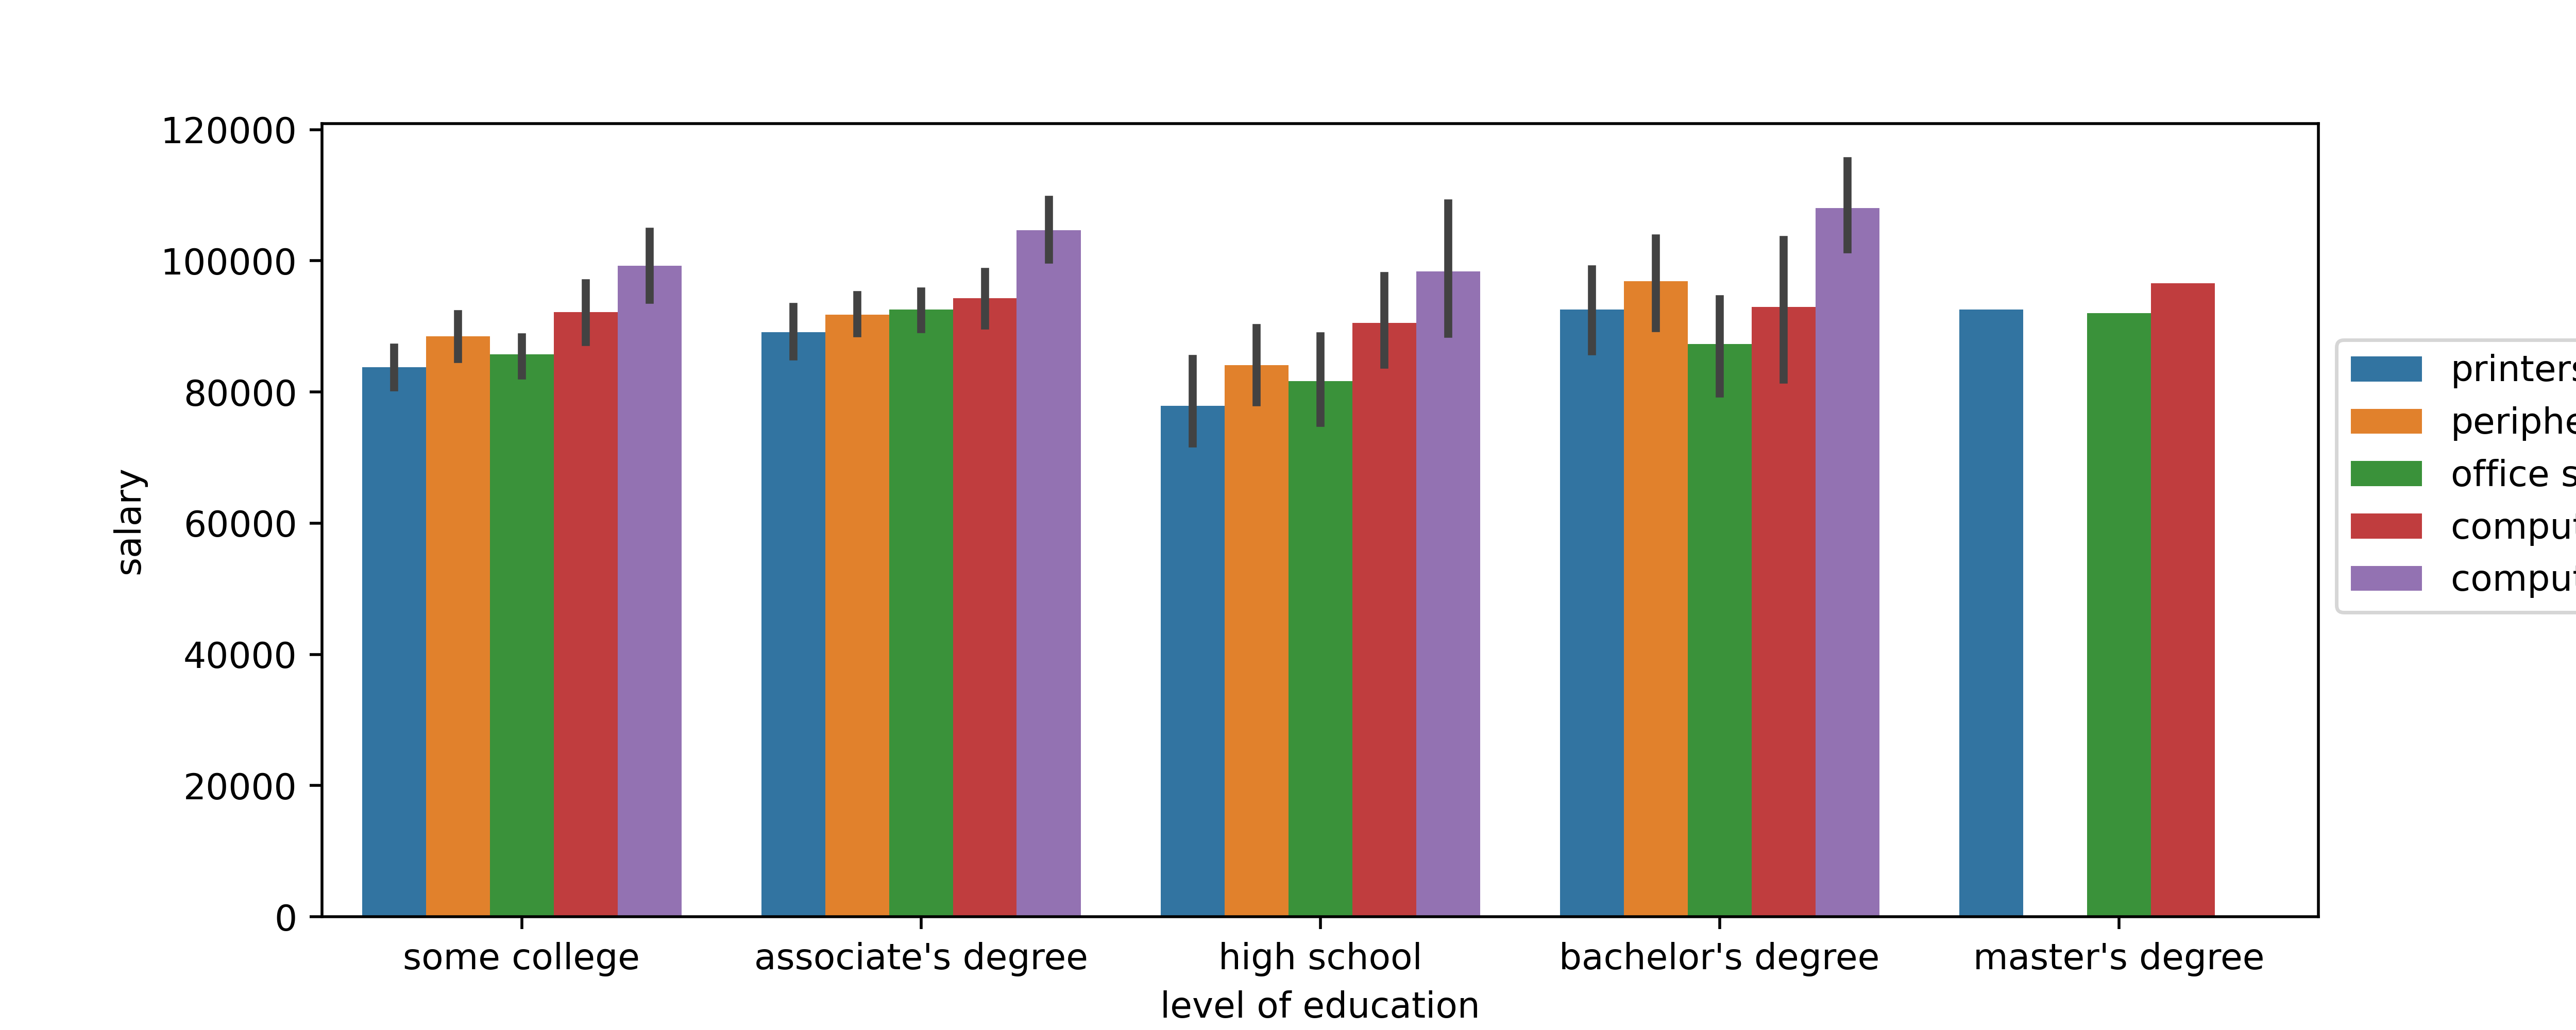 120000
100000
80000
60000
40000
20000
0
salary
some college
associate's degree
high school
bachelor's degree
master's degree
level of education
printers
periphe
office s
comput
comput